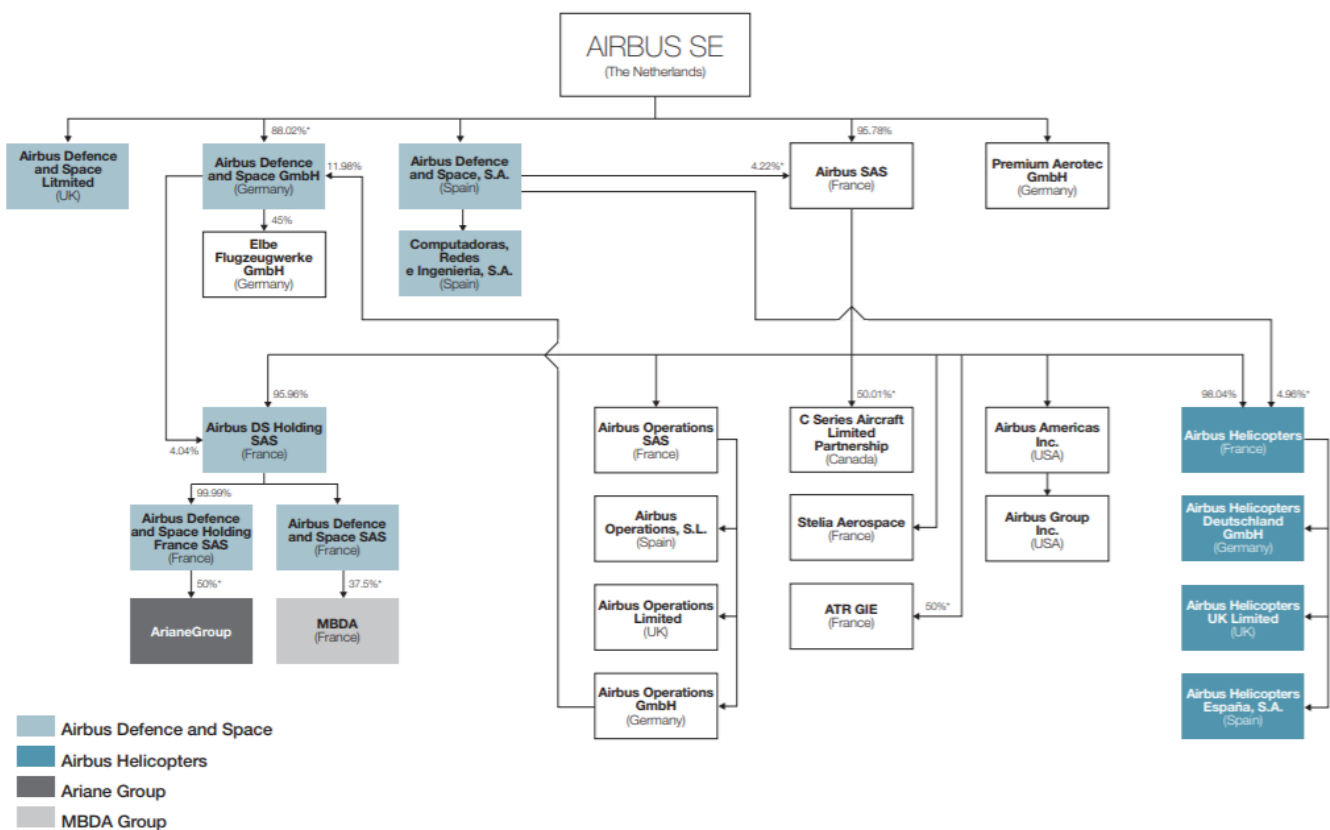 AIRBUS SE
(The Netherlands)
88.02%*
95.78%
Airbus Defence
and Space
Litmited
(UK)
Airbus Defence
and Space GmbH
(Germany)
11.98%
Airbus Defence
and Space, S.A.
(Spain)
4.22%*
Airbus SAS
(France)
Premium Aerotec
GmbH
(Germany)
45%
Elbe
Flugzeugwerke
GmbH
(Germany)
Computadoras,
Redes
e Ingenieria, S.A.
(Spain)
95.96%
50.01%*
98.04%
4.96%*
4.04%
Airbus DS Holding
SAS
(France)
Airbus Operations
SAS
(France)
C Series Aircraft
Limited
Partnership
(Canada)
Airbus Americas
Inc.
(USA)
Airbus Helicopters
(France)
99.99%
Airbus Defence
and Space Holding
France SAS
(France)
Airbus Defence
and Space SAS
(France)
Airbus
Operations, S.L.
(Spain)
Stelia Aerospace
(France)
Airbus Group
Inc.
(USA)
Airbus Helicopters
Deutschland
GmbH
(Germany)
50%*
37.5%*
ArianeGroup
MBDA
(France)
Airbus Operations
Limited
(UK)
ATR GIE
(France)
50%*
Airbus Helicopters
UK Limited
(UK)
Airbus Operations
GmbH
(Germany)
Airbus Helicopters
España, S.A.
(Spain)
Airbus Defence and Space
Airbus Helicopters
Ariane Group
MBDA Group